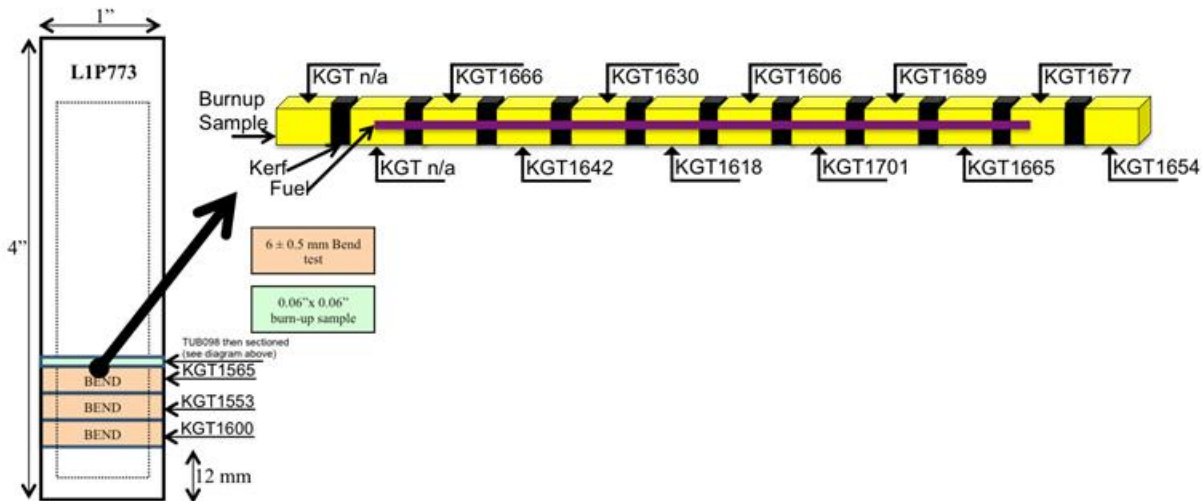 1”
L1P773
4”
KGT n/a
KGT1666
KGT1630
KGT1606
KGT1689
KGT1677
Burnup
Sample
Kerf
Fuel
KGT n/a
KGT1642
KGT1618
KGT1701
KGT1665
KGT1654
6 ± 0.5 mm Bend
test
0.06”x 0.06”
burn-up sample
TUB098 then sectioned
(see diagram above)
KGT1565
BEND
KGT1553
BEND
KGT1600
BEND
12 mm